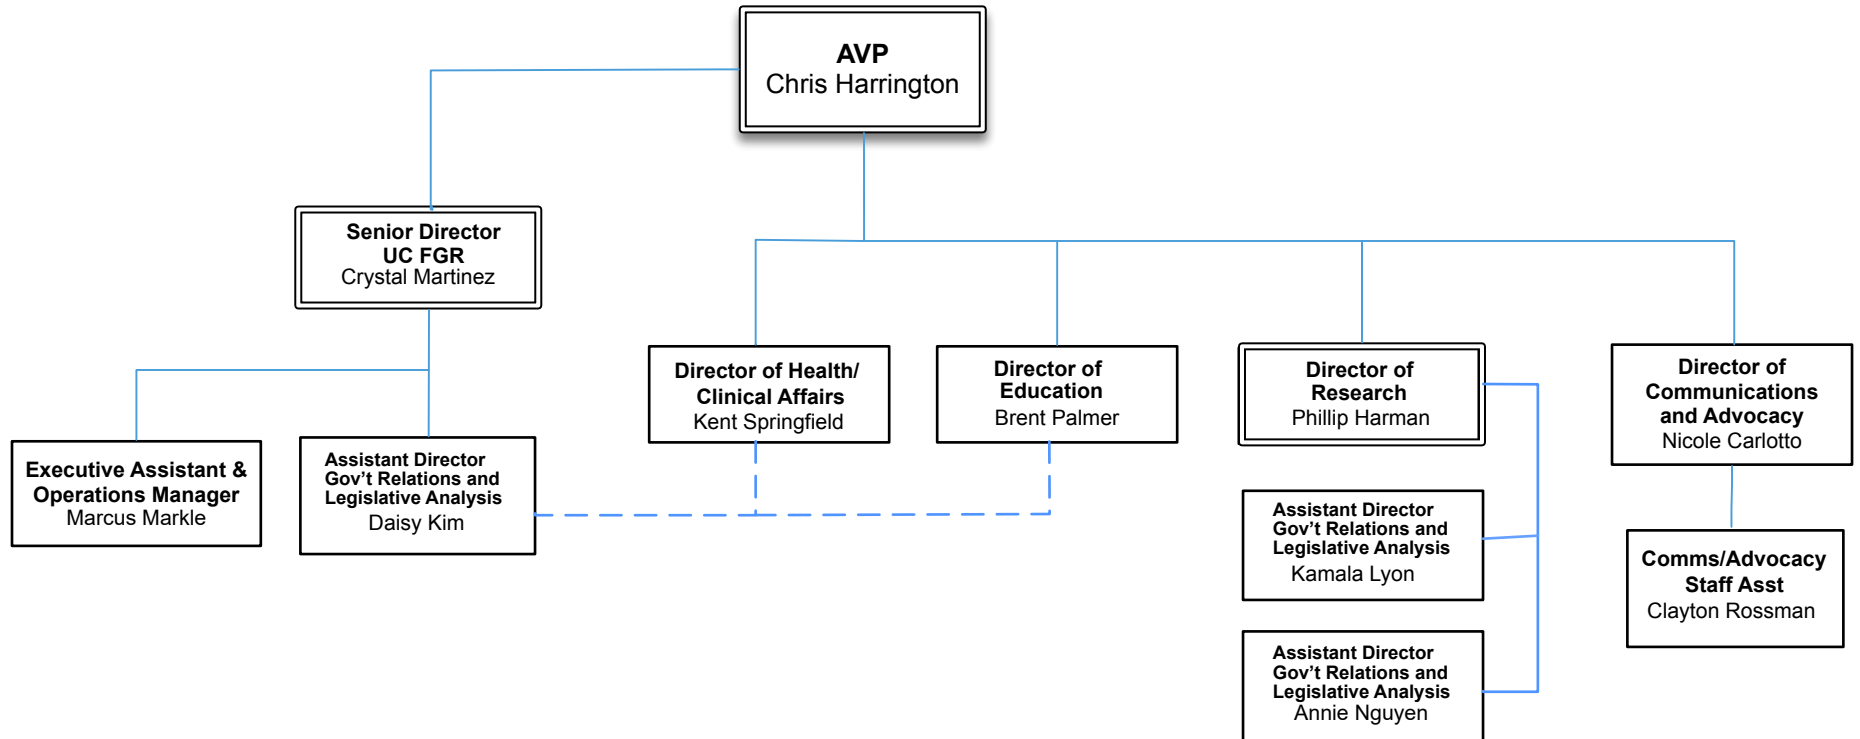 AVP
Chris Harrington
Senior Director
UC FGR
Crystal Martinez
Director of Health/
Clinical Affairs
Kent Springfield
Director of
Education
Brent Palmer
Director of
Research
Phillip Harman
Director of
Communications
and Advocacy
Nicole Carlotto
Executive Assistant &
Operations Manager
Marcus Markle
Assistant Director
Gov’t Relations and
Legislative Analysis
Daisy Kim
Assistant Director
Gov’t Relations and
Legislative Analysis
Kamala Lyon
Comms/Advocacy
Staff Asst
Clayton Rossman
Assistant Director
Gov’t Relations and
Legislative Analysis
Annie Nguyen